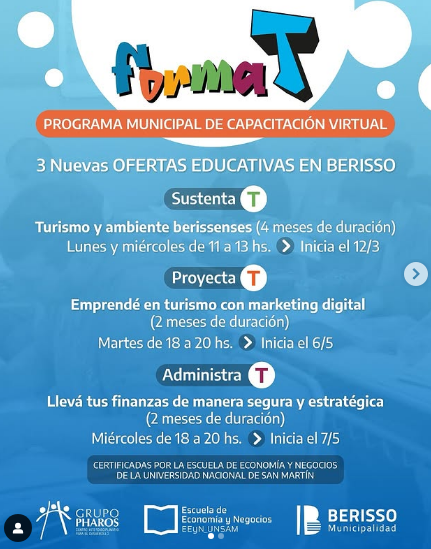 formaT
PROGRAMA MUNICIPAL DE CAPACITACIÓN VIRTUAL
3 Nuevas OFERTAS EDUCATIVAS EN BERISSO
Sustenta T
Turismo y ambiente berissenses (4 meses de duración)
Lunes y miércoles de 11 a 13 hs. > Inicia el 12/3
Proyecta T
Emprendé en turismo con marketing digital
(2 meses de duración)
Martes de 18 a 20 hs. > Inicia el 6/5
Administra T
Llevá tus finanzas de manera segura y estratégica
(2 meses de duración)
Miércoles de 18 a 20 hs. > Inicia el 7/5
CERTIFICADAS POR LA ESCUELA DE ECONOMÍA Y NEGOCIOS
DE LA UNIVERSIDAD NACIONAL DE SAN MARTÍN
GRUPO
PHAROS
Escuela de
Economía y Negocios
EEyN_UNSAM
BERISSO
Municipalidad